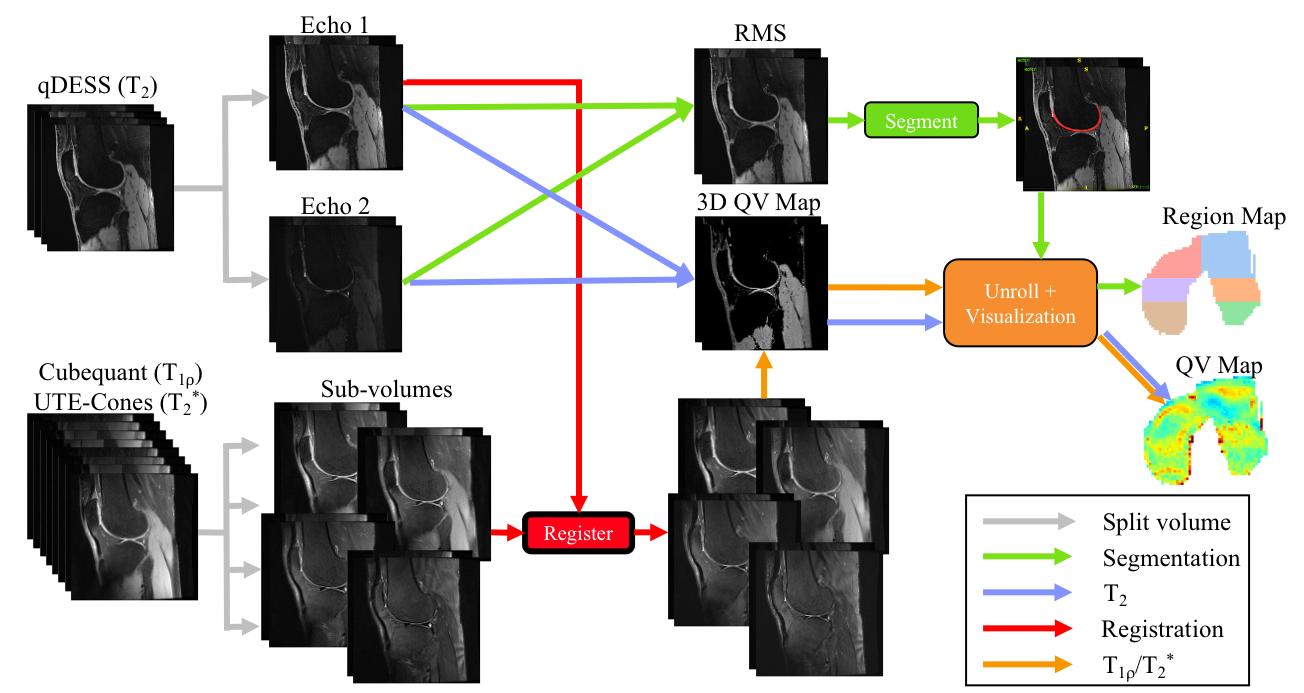 Echo 1
RMS
qDESS (T₂)
Segment
Echo 2
3D QV Map
Region Map
Unroll +
Visualization
QV Map
Cubequant (T₁ρ)
UTE-Cones (T₂*)
Sub-volumes
Register
Split volume
Segmentation
T₂
Registration
T₁ρ/T₂*